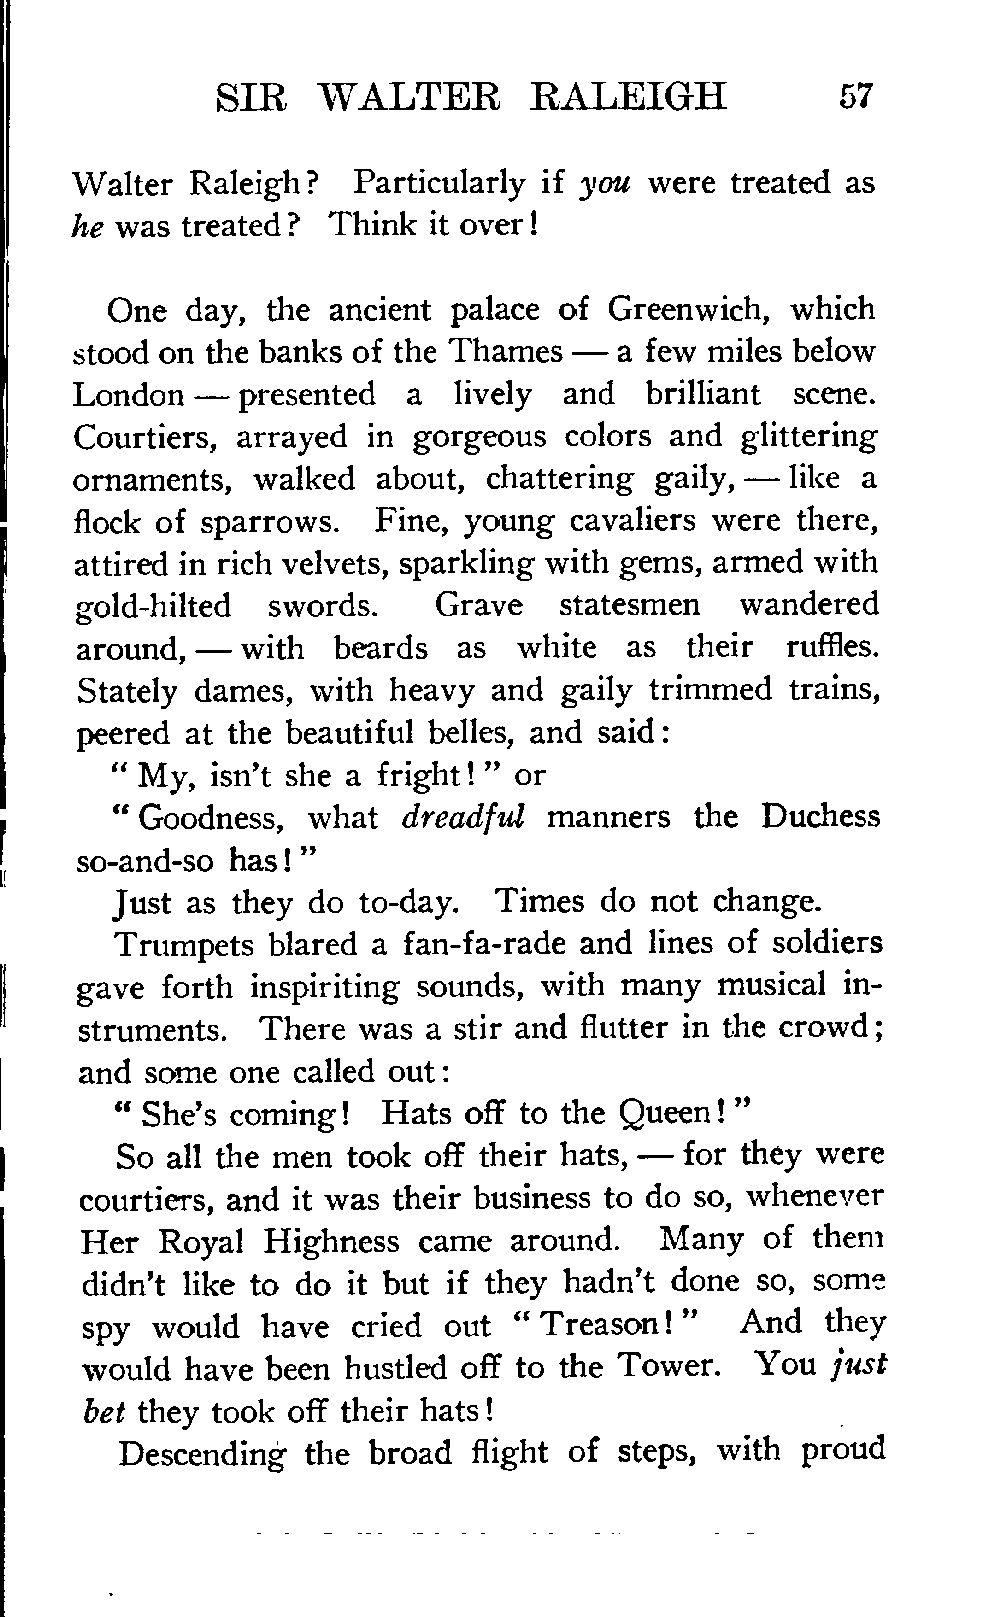 SIR WALTER RALEIGH 57
Walter Raleigh? Particularly if you were treated as
he was treated? Think it over!
One day, the ancient palace of Greenwich, which
stood on the banks of the Thames — a few miles below
London — presented a lively and brilliant scene.
Courtiers, arrayed in gorgeous colors and glittering
ornaments, walked about, chattering gaily, — like a
flock of sparrows. Fine, young cavaliers were there,
attired in rich velvets, sparkling with gems, armed with
gold-hilted swords. Grave statesmen wandered
around, — with beards as white as their ruffles.
Stately dames, with heavy and gaily trimmed trains,
peered at the beautiful belles, and said:
“ My, isn't she a fright! ” or
“ Goodness, what dreadful manners the Duchess
so-and-so has! ”
Just as they do to-day. Times do not change.
Trumpets blared a fan-fa-rade and lines of soldiers
gave forth inspiriting sounds, with many musical in-
struments. There was a stir and flutter in the crowd;
and some one called out:
“ She's coming! Hats off to the Queen! ”
So all the men took off their hats, — for they were
courtiers, and it was their business to do so, whenever
Her Royal Highness came around. Many of them
didn't like to do it but if they hadn't done so, some
spy would have cried out “ Treason! ” And they
would have been hustled off to the Tower. You just
bet they took off their hats!
Descending the broad flight of steps, with proud